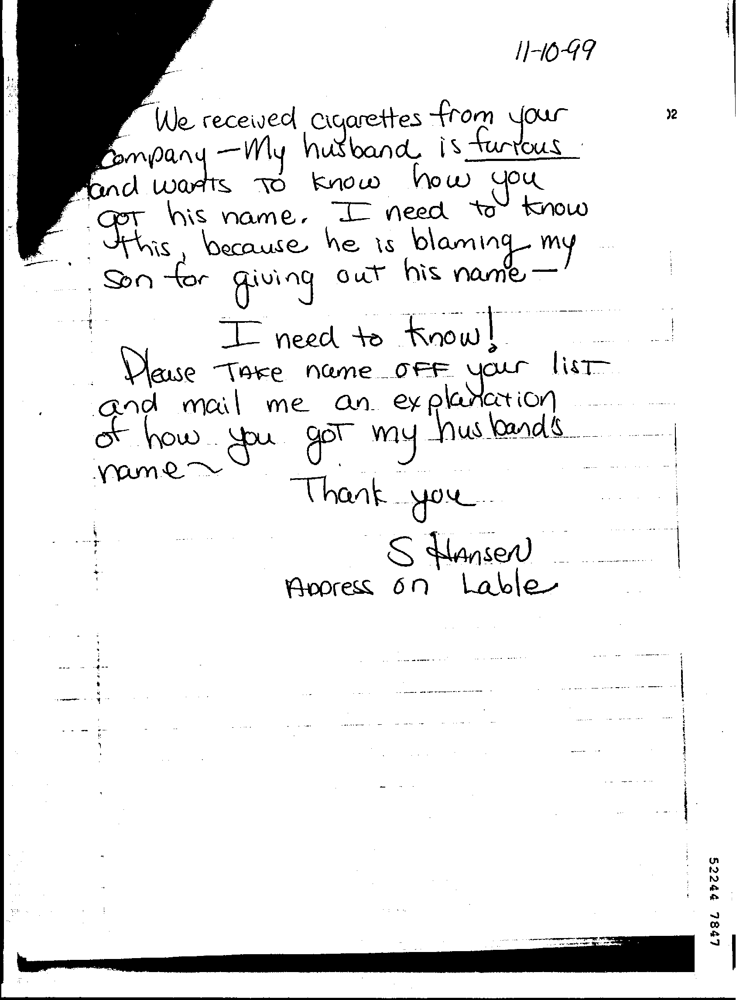 11-10-99
We received cigarettes from your
company - My husband is furious
and wants to know how you
got his name. I need to know
this, because he is blaming my
son for giving out his name -
I need to know!
Please TAKE name OFF your list
and mail me an explanation
of how you got my husband's
name ~
Thank you
S HANSEN
Address on Lable
52244 7847